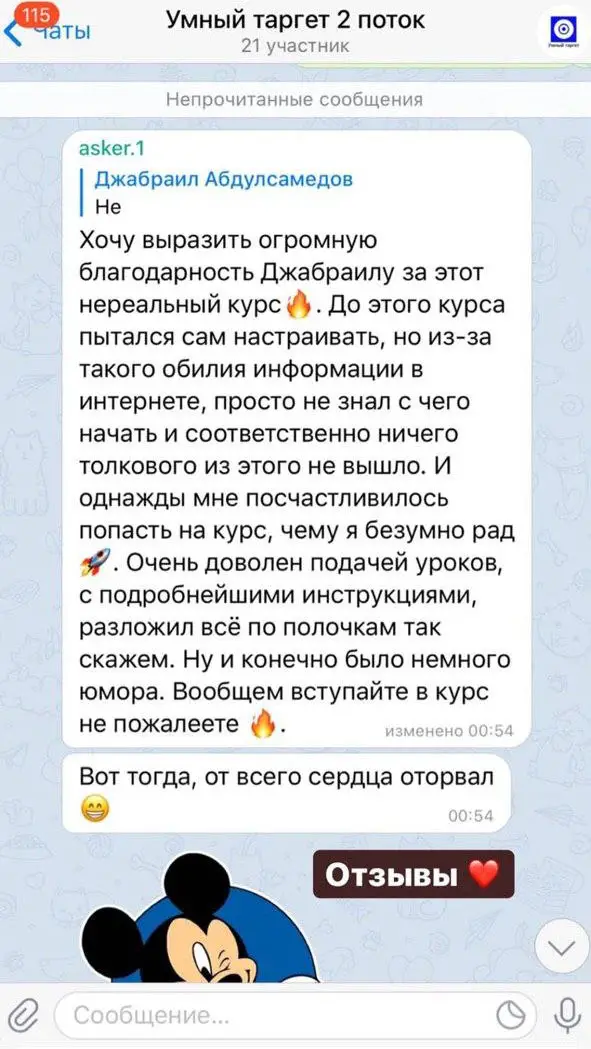 115
Чаты
Умный таргет 2 поток
21 участник
Умный таргет
Непрочитанные сообщения
asker.1
Джабраил Абдулсамедов
Не
Хочу выразить огромную
благодарность Джабраилу за этот
нереальный курс🔥. До этого курса
пытался сам настраивать, но из-за
такого обилия информации в
интернете, просто не знал с чего
начать и соответственно ничего
толкового из этого не вышло. И
однажды мне посчастливилось
попасть на курс, чему я безумно рад
🚀. Очень доволен подачей уроков,
с подробнейшими инструкциями,
разложил всё по полочкам так
скажем. Ну и конечно было немного
юмора. Вообщем вступайте в курс
не пожалеете 🔥.
изменено 00:54
Вот тогда, от всего сердца оторвал
😁
00:54
Отзывы ❤️
Сообщение...